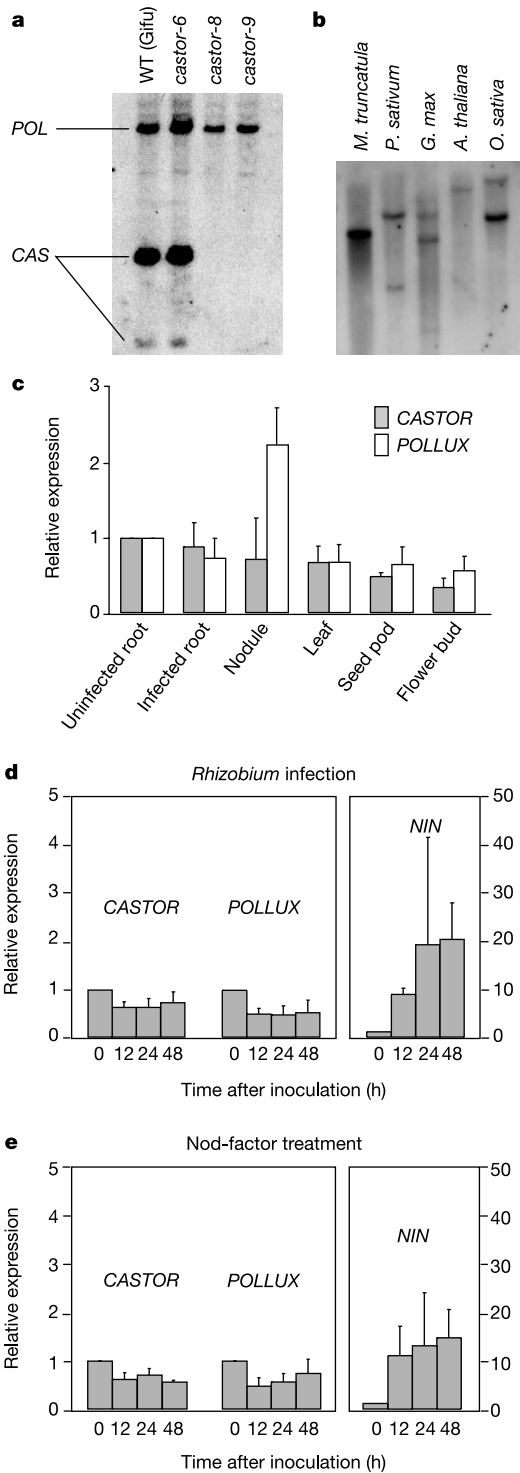 a
WT (Gifu)
castor-6
castor-8
castor-9
POL
CAS
b
M. truncatula
P. sativum
G. max
A. thaliana
O. sativa
c
Relative expression
3
2
1
0
CASTOR
POLLUX
Uninfected root
Infected root
Nodule
Leaf
Seed pod
Flower bud
d
Rhizobium infection
Relative expression
5
4
3
2
1
0
CASTOR
POLLUX
NIN
50
40
30
20
10
0
0 12 24 48
0 12 24 48
0 12 24 48
Time after inoculation (h)
e
Nod-factor treatment
Relative expression
5
4
3
2
1
0
CASTOR
POLLUX
NIN
50
40
30
20
10
0
0 12 24 48
0 12 24 48
0 12 24 48
Time after inoculation (h)